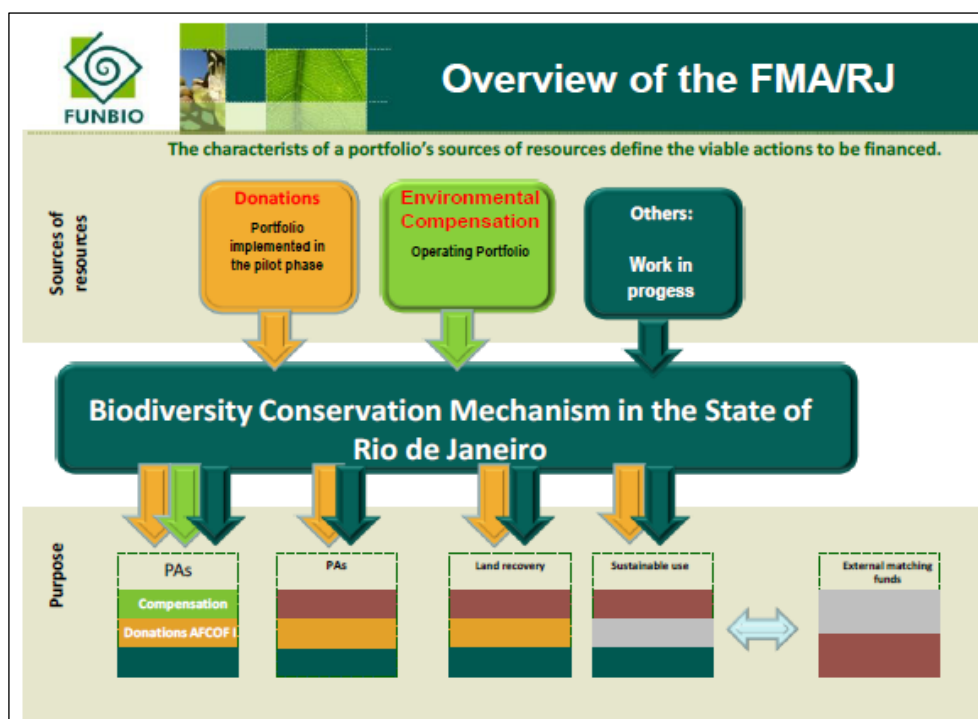 FUNBIO
Overview of the FMA/RJ
The characterists of a portfolio's sources of resources define the viable actions to be financed.
Sources of
resources
Donations
Portfolio
implemented in
the pilot phase
Environmental
Compensation
Operating Portfolio
Others:
Work in
progess
Biodiversity Conservation Mechanism in the State of
Rio de Janeiro
Purpose
PAs
Compensation
Donations AFCOF I
PAs
Land recovery
Sustainable use
External matching
funds